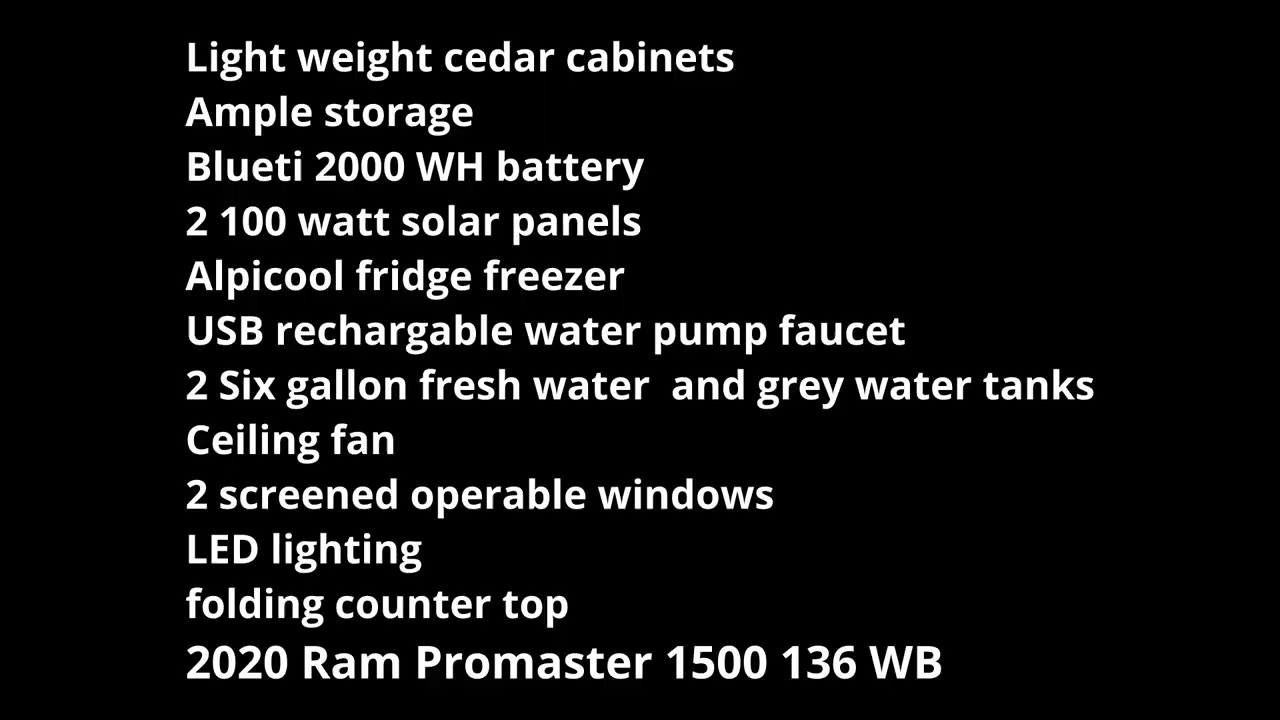 Light weight cedar cabinets
Ample storage
Blueti 2000 WH battery
2 100 watt solar panels
Alpicool fridge freezer
USB rechargable water pump faucet
2 Six gallon fresh water  and grey water tanks
Ceiling fan
2 screened operable windows
LED lighting
folding counter top
2020 Ram Promaster 1500 136 WB